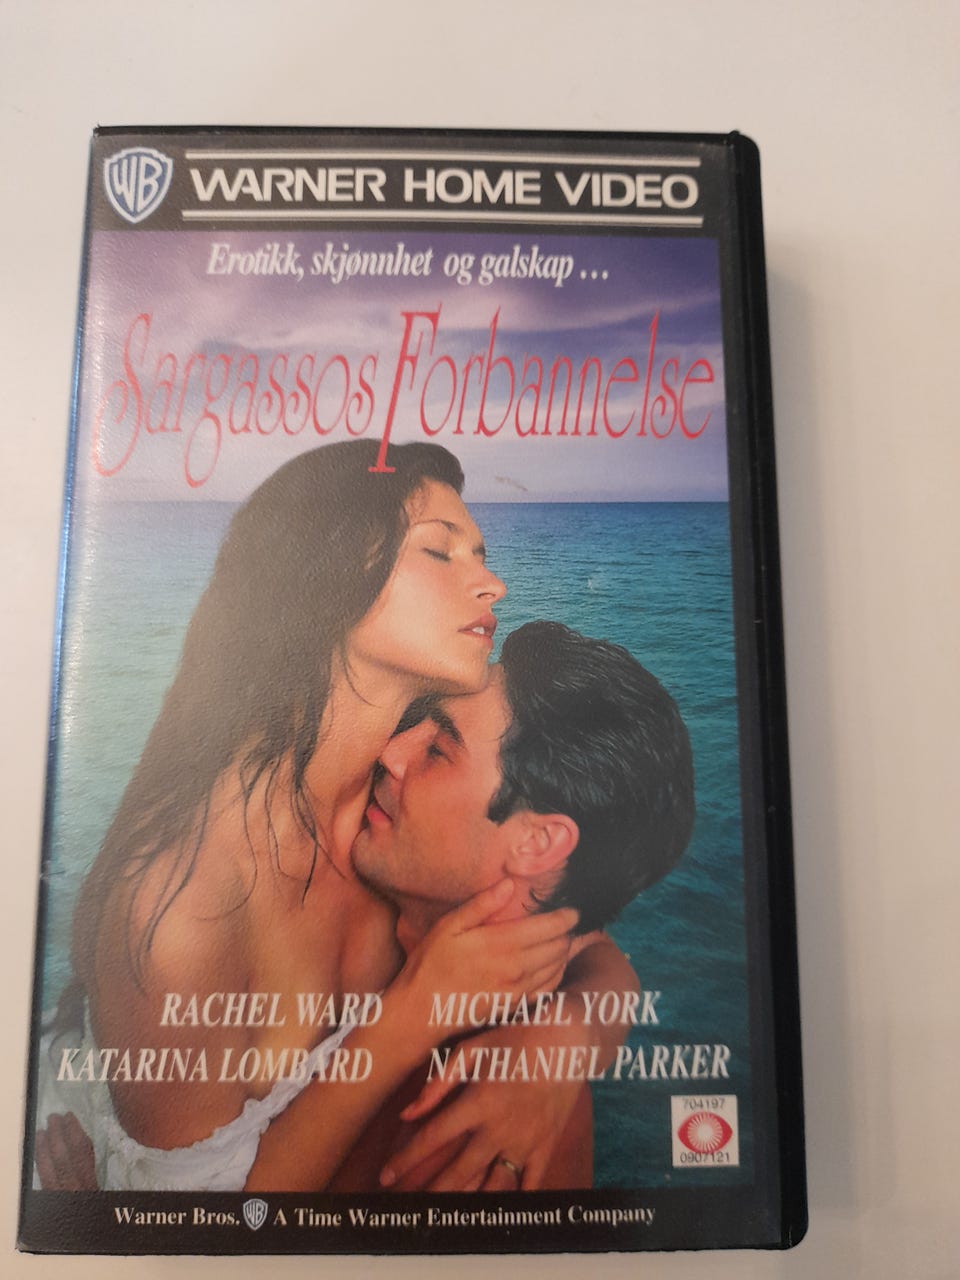 WB WARNER HOME VIDEO
Erotikk, skjønnhet og galskap ...
Sargassos Forbannelse
RACHEL WARD MICHAEL YORK
KATARINA LOMBARD NATHANIEL PARKER
704197
0907121
Warner Bros. WB A Time Warner Entertainment Company